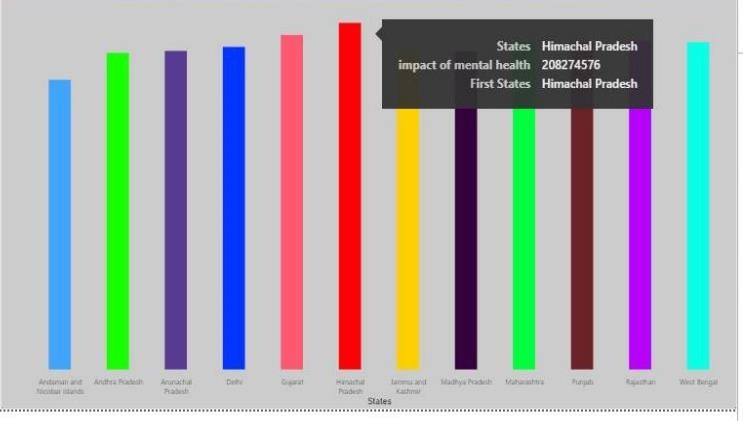 States Himachal Pradesh
impact of mental health 208274576
First States Himachal Pradesh
Andaman and Nicobar Islands
Andhra Pradesh
Arunachal Pradesh
Delhi
Gujarat
Himachal Pradesh
Jammu and Kashmir
Madhya Pradesh
Maharashtra
Punjab
Rajasthan
West Bengal
States